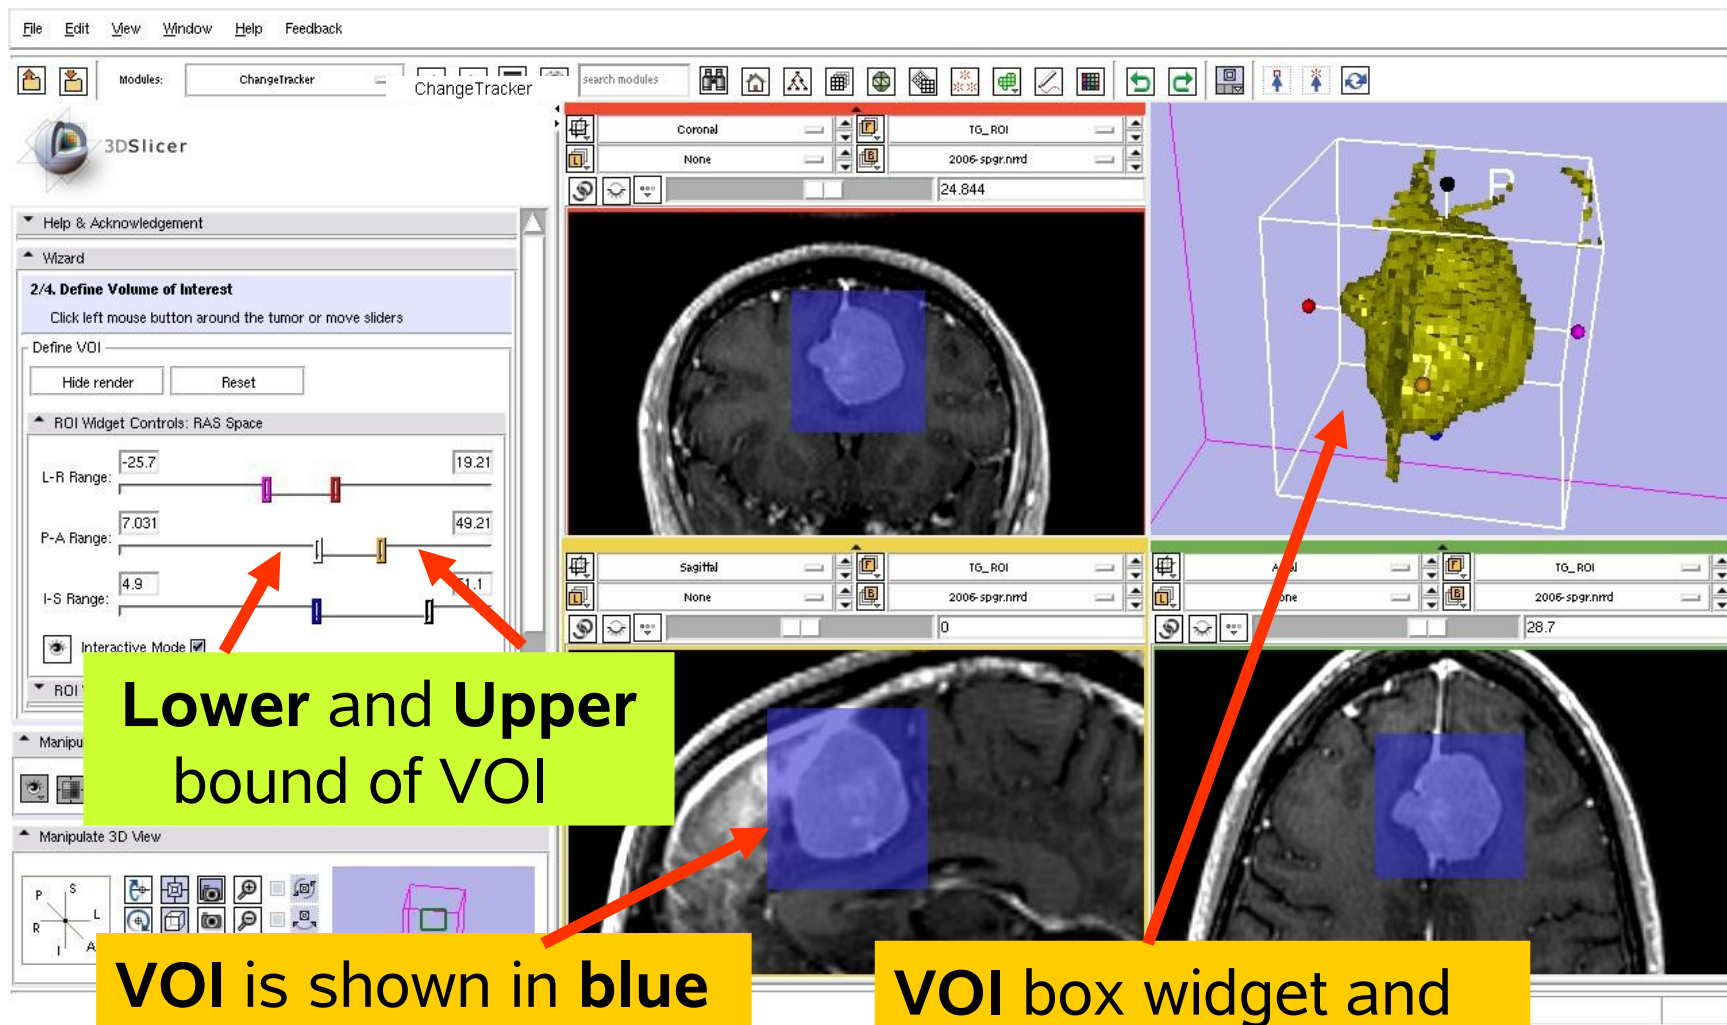 File Edit View Window Help Feedback
Modules: ChangeTracker ChangeTracker search modules
3DSlicer
Help & Acknowledgement
Wizard
2/4. Define Volume of Interest
Click left mouse button around the tumor or move sliders
Define VOI
Hide render Reset
ROI Widget Controls: RAS Space
L-R Range: -25.7 19.21
P-A Range: 7.031 49.21
I-S Range: 4.9
Interactive Mode
Lower and Upper
bound of VOI
Manipulate 3D View
P S L R I A
Coronal TG_ROI
None 2006-spgr.nrrd
24.844
R
Sagittal TG_ROI
None 2006-spgr.nrrd
0
TG_ROI
2006-spgr.nrrd
28.7
VOI is shown in blue
VOI box widget and